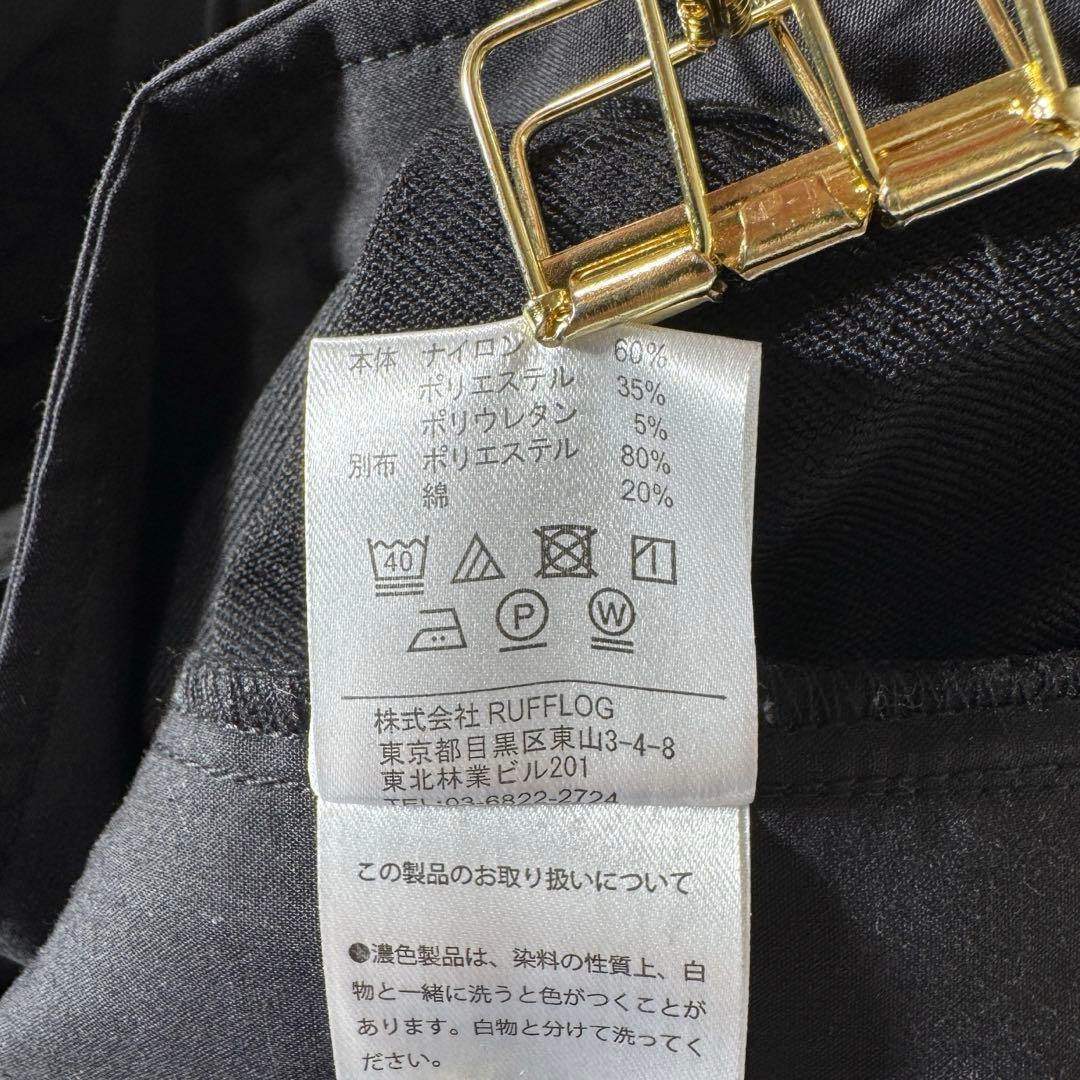 本体 ナイロン 60%
ポリエステル 35%
ポリウレタン 5%
別布 ポリエステル 80%
綿 20%
40
P W
株式会社 RUFFLOG
東京都目黒区東山3-4-8
東北林業ビル201
TEL:03-6822-2724
この製品のお取り扱いについて
●濃色製品は、染料の性質上、白
物と一緒に洗うと色がつくことが
あります。白物と分けて洗ってく
ださい。